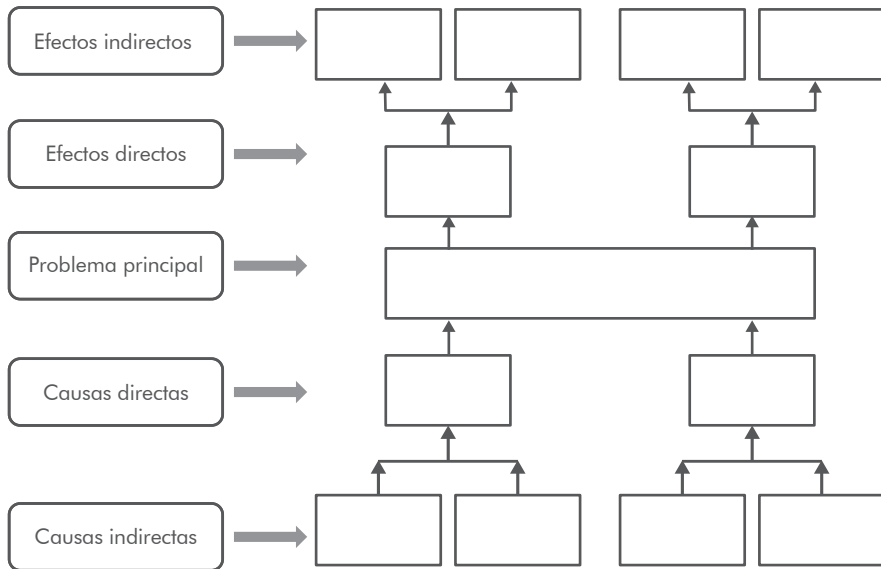 Efectos indirectos
Efectos directos
Problema principal
Causas directas
Causas indirectas